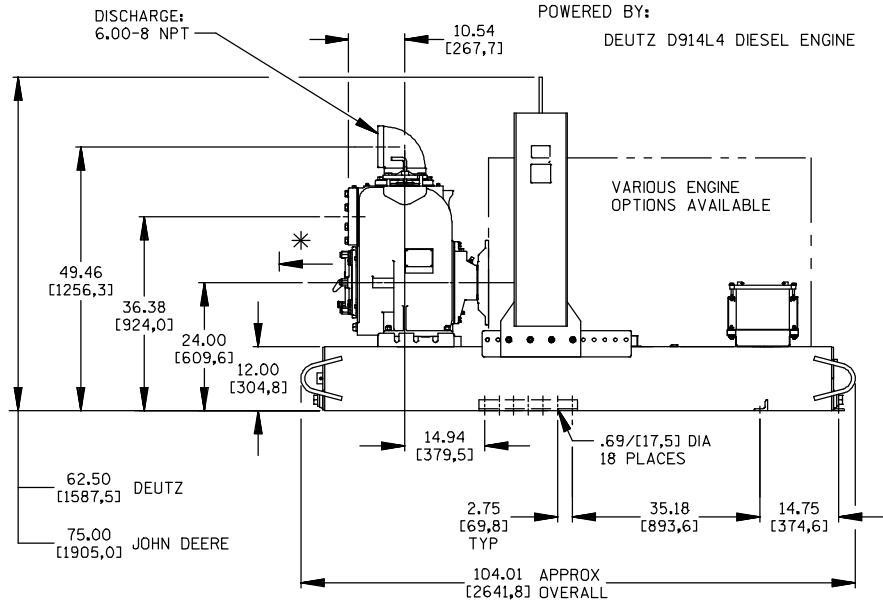 DISCHARGE:
6.00-8 NPT
10.54
[267,7]
POWERED BY:
DEUTZ D914L4 DIESEL ENGINE
VARIOUS ENGINE
OPTIONS AVAILABLE
49.46
[1256,3]
36.38
[924,0]
24.00
[609,6]
12.00
[304,8]
14.94
[379,5]
.69/[17,5] DIA
18 PLACES
62.50
[1587,5] DEUTZ
75.00
[1905,0] JOHN DEERE
2.75
[69,8]
TYP
35.18
[893,6]
14.75
[374,6]
104.01 APPROX
[2641,8] OVERALL